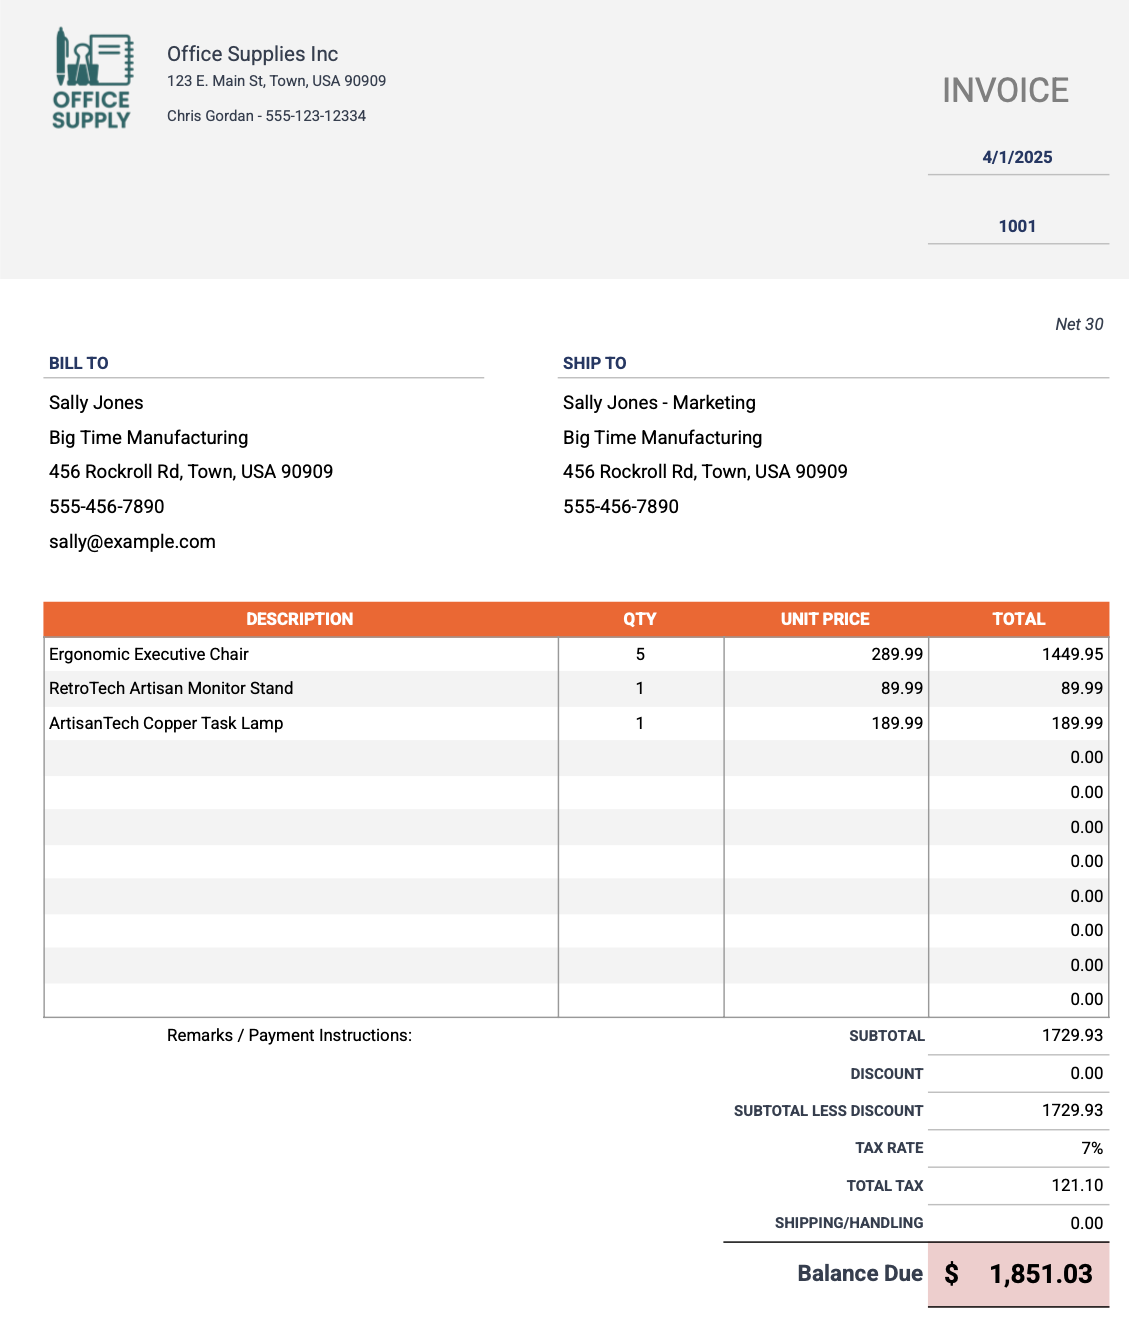 OFFICE
SUPPLY
Office Supplies Inc
123 E. Main St, Town, USA 90909
Chris Gordan - 555-123-12334
INVOICE
4/1/2025
1001
Net 30
BILL TO
Sally Jones
Big Time Manufacturing
456 Rockroll Rd, Town, USA 90909
555-456-7890
sally@example.com
SHIP TO
Sally Jones - Marketing
Big Time Manufacturing
456 Rockroll Rd, Town, USA 90909
555-456-7890
DESCRIPTION QTY UNIT PRICE TOTAL
Ergonomic Executive Chair 5 289.99 1449.95
RetroTech Artisan Monitor Stand 1 89.99 89.99
ArtisanTech Copper Task Lamp 1 189.99 189.99
0.00
0.00
0.00
0.00
0.00
0.00
0.00
0.00
Remarks / Payment Instructions:
SUBTOTAL 1729.93
DISCOUNT 0.00
SUBTOTAL LESS DISCOUNT 1729.93
TAX RATE 7%
TOTAL TAX 121.10
SHIPPING/HANDLING 0.00
Balance Due $ 1,851.03